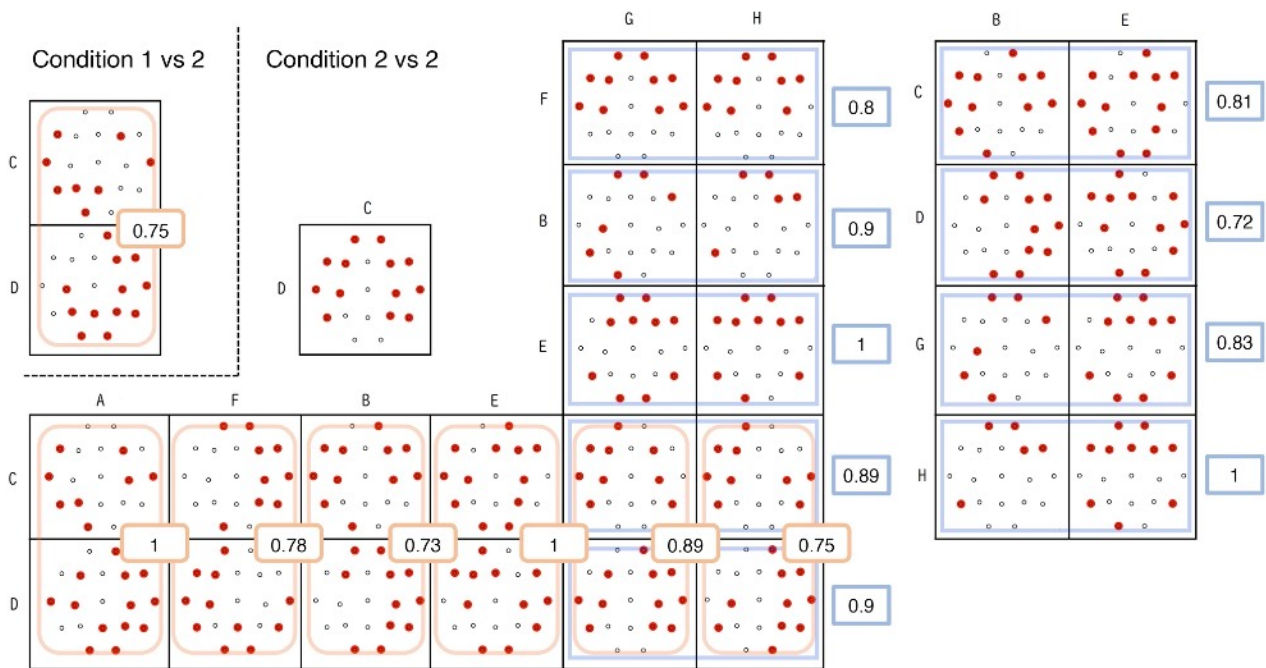 G H B E
Condition 1 vs 2 Condition 2 vs 2
F 0.8 C 0.81
C
0.75
C B 0.9 D 0.72
D D
E 1 G 0.83
A F B E
C 0.89 H 1
1 0.78 0.73 1 0.89 0.75
D 0.9